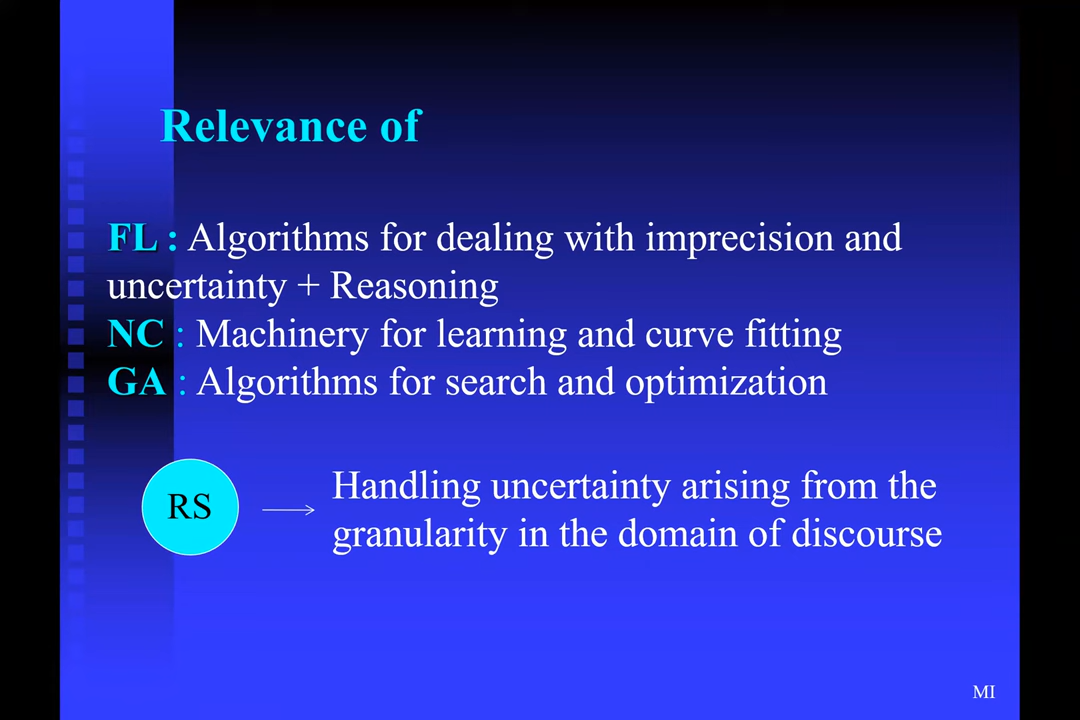 Relevance of
FL : Algorithms for dealing with imprecision and
uncertainty + Reasoning
NC : Machinery for learning and curve fitting
GA : Algorithms for search and optimization
RS
Handling uncertainty arising from the
granularity in the domain of discourse
MI